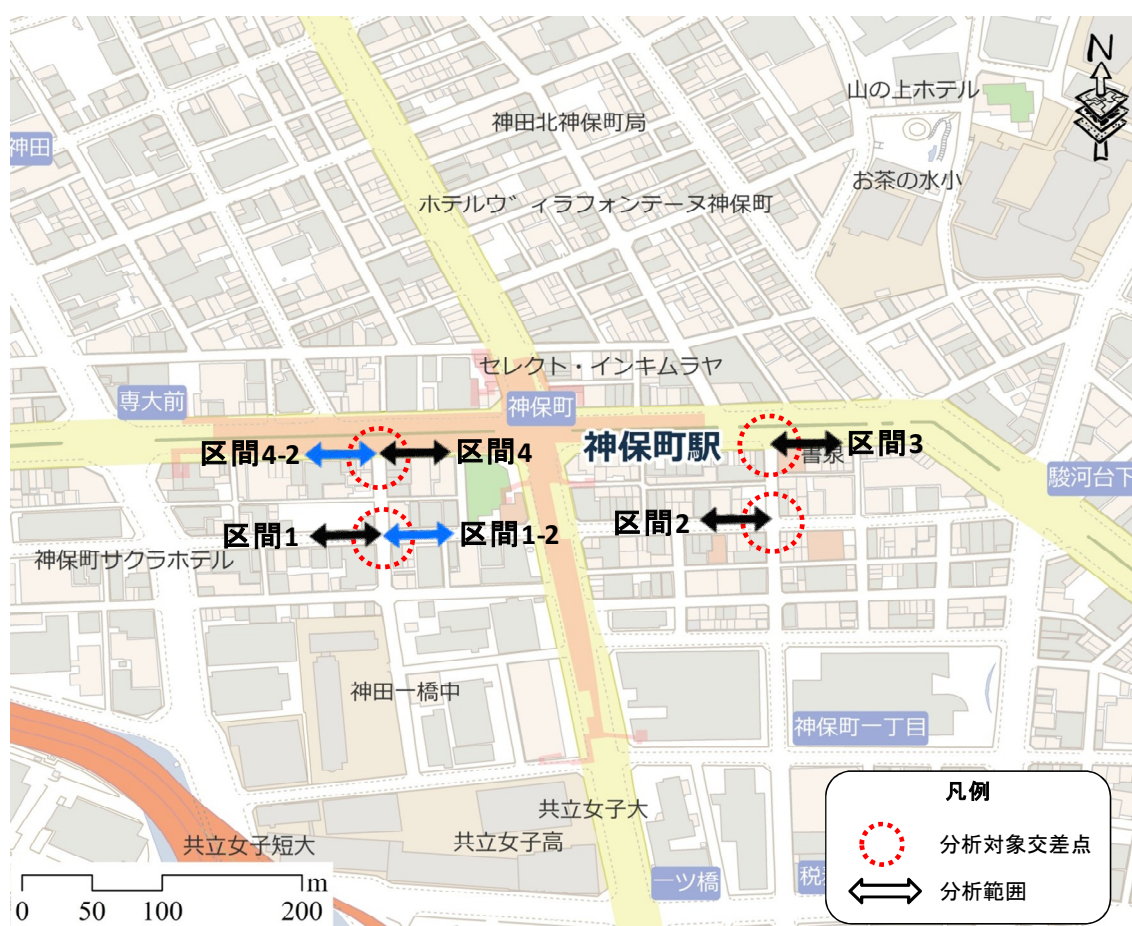 N
山の上ホテル
神田北神保町局
神田
お茶の水小
ホテルヴィラフォンテーヌ神保町
セレクト・インキムラヤ
専大前
神保町
区間4-2
区間4
神保町駅
区間3
書泉
駿河台下
区間1
区間1-2
区間2
神保町サクラホテル
神田一橋中
神保町一丁目
凡例
共立女子大
共立女子短大
共立女子高
分析対象交差点
一ツ橋
分析範囲
m
0 50 100 200